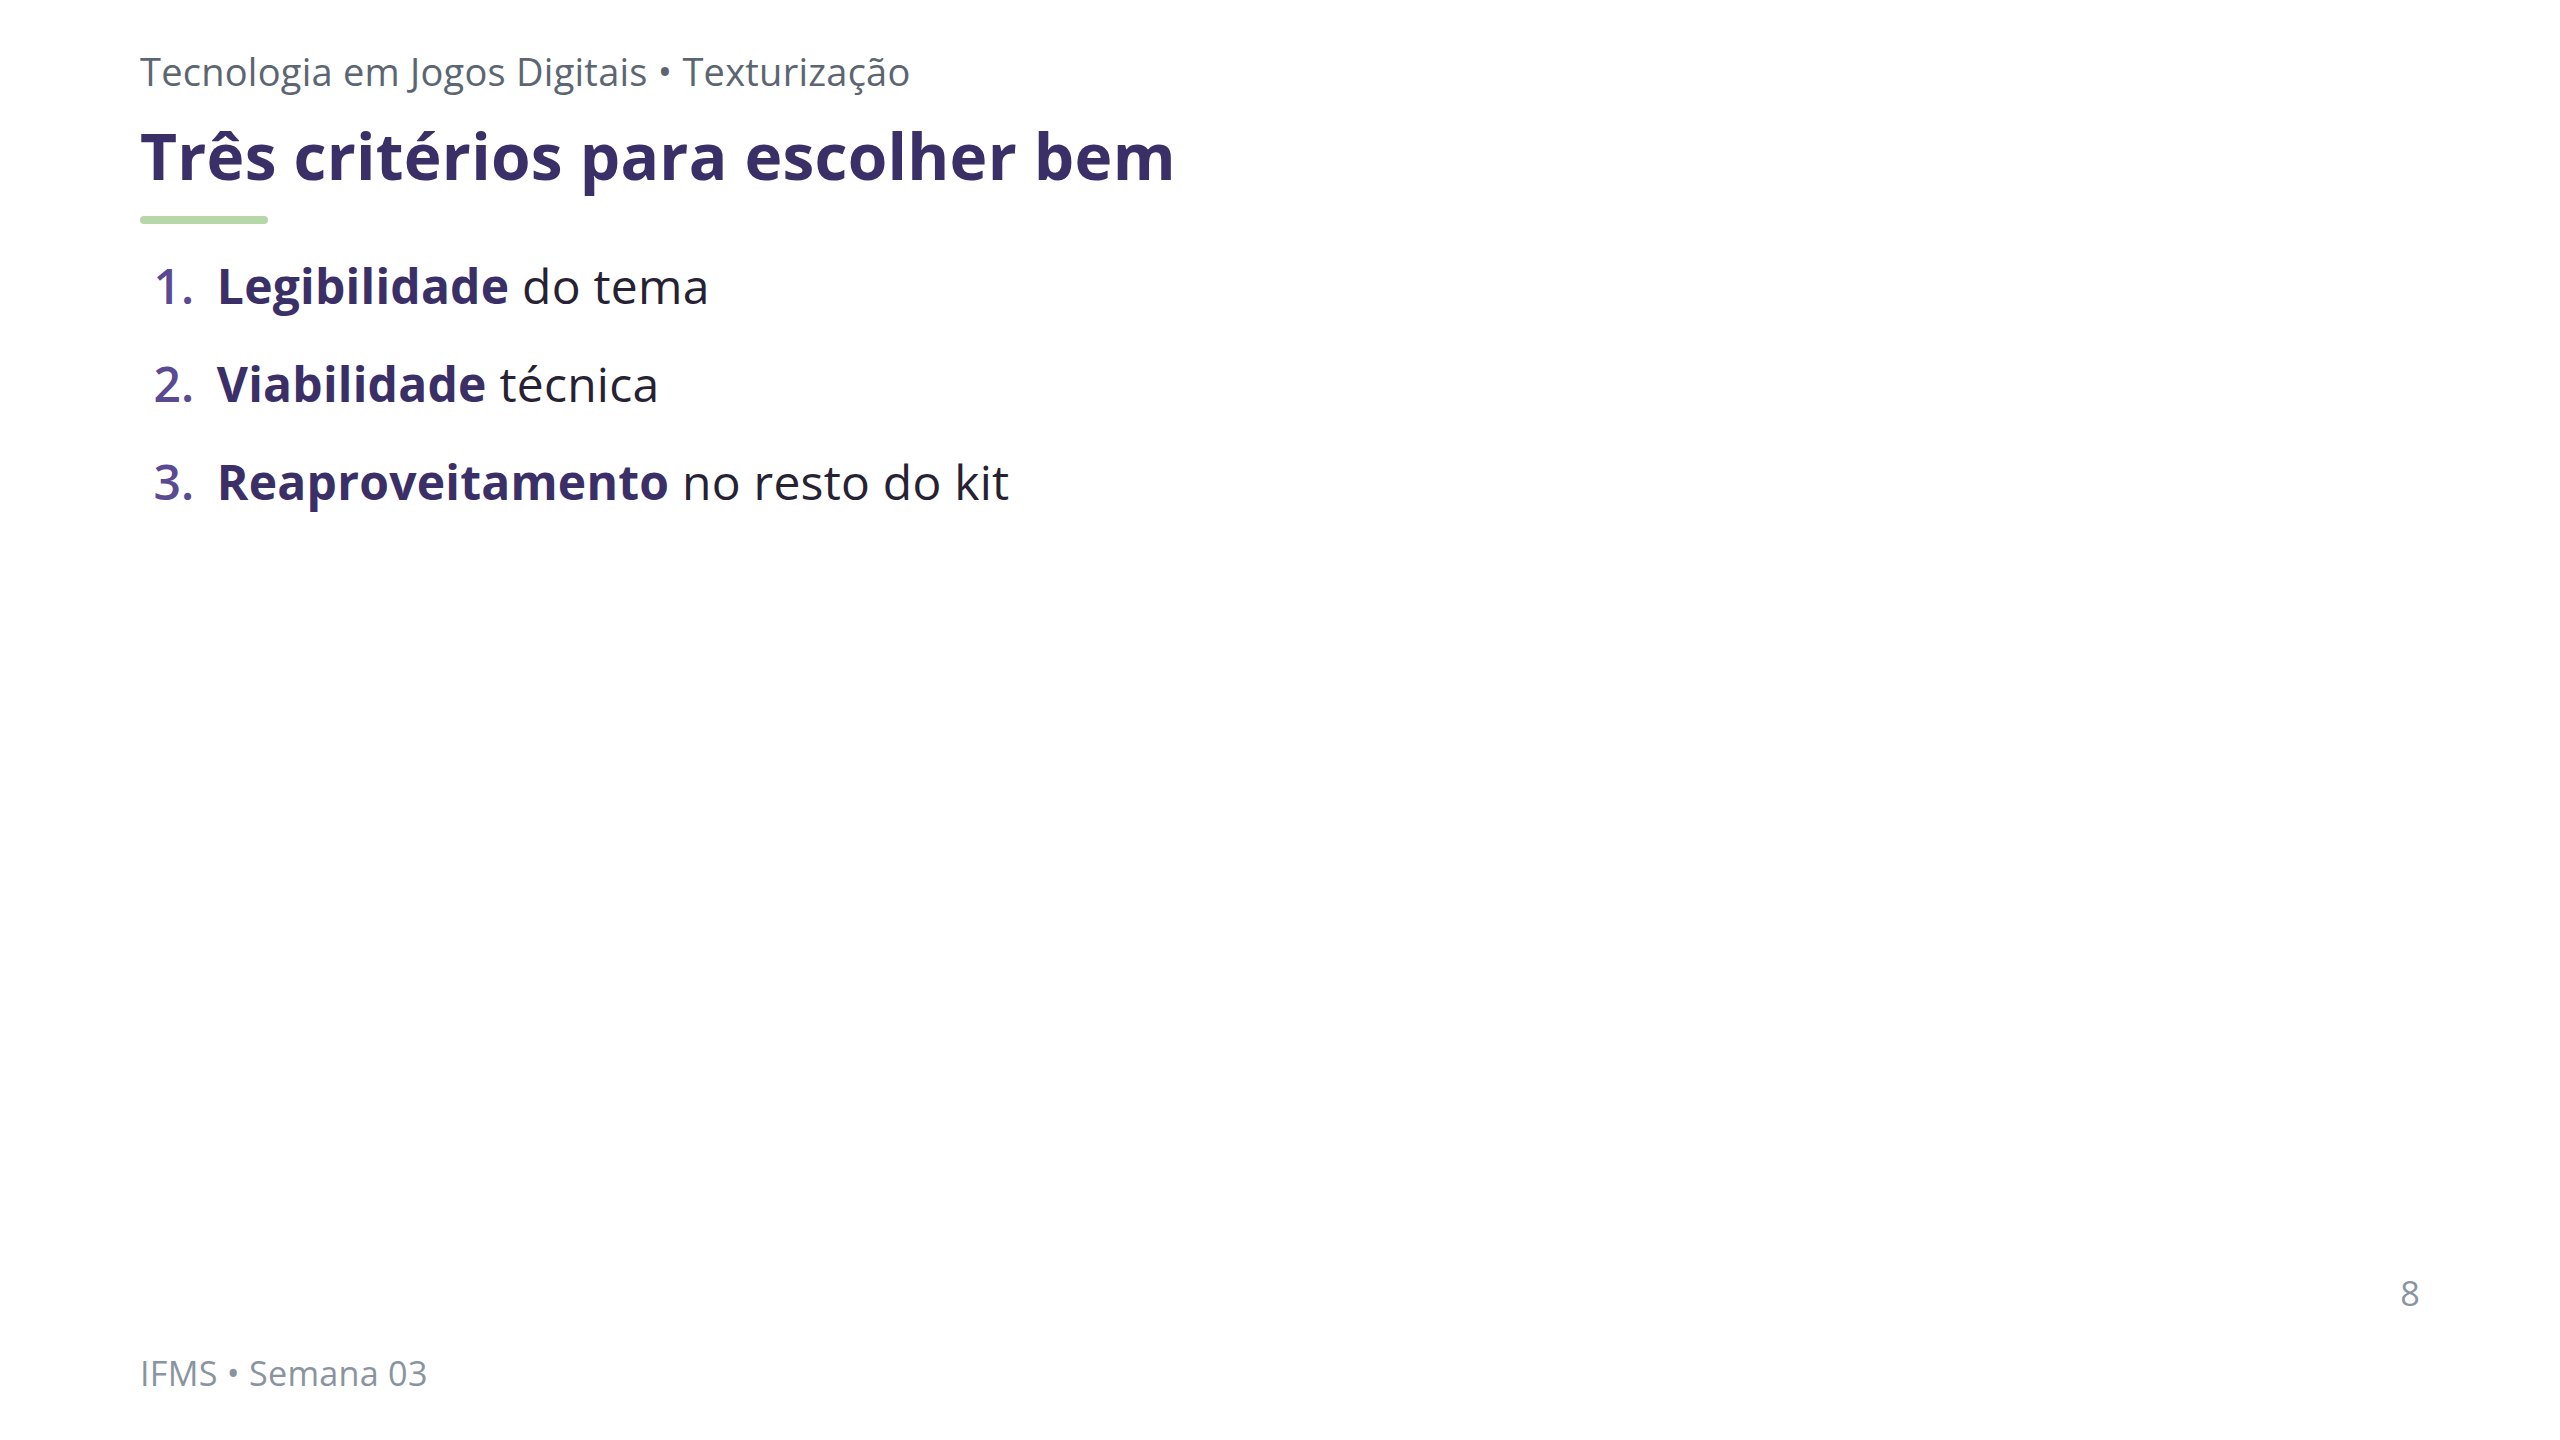 Tecnologia em Jogos Digitais • Texturização
Três critérios para escolher bem
1. Legibilidade do tema
2. Viabilidade técnica
3. Reaproveitamento no resto do kit
8
IFMS • Semana 03